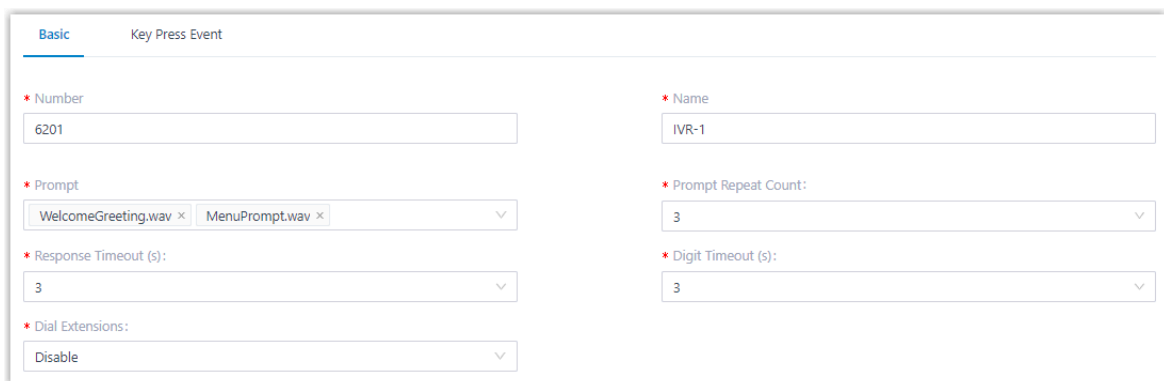 Basic Key Press Event
* Number * Name
6201 IVR-1
* Prompt * Prompt Repeat Count:
WelcomeGreeting.wav × MenuPrompt.wav × 3
* Response Timeout (s): * Digit Timeout (s):
3 3
* Dial Extensions:
Disable